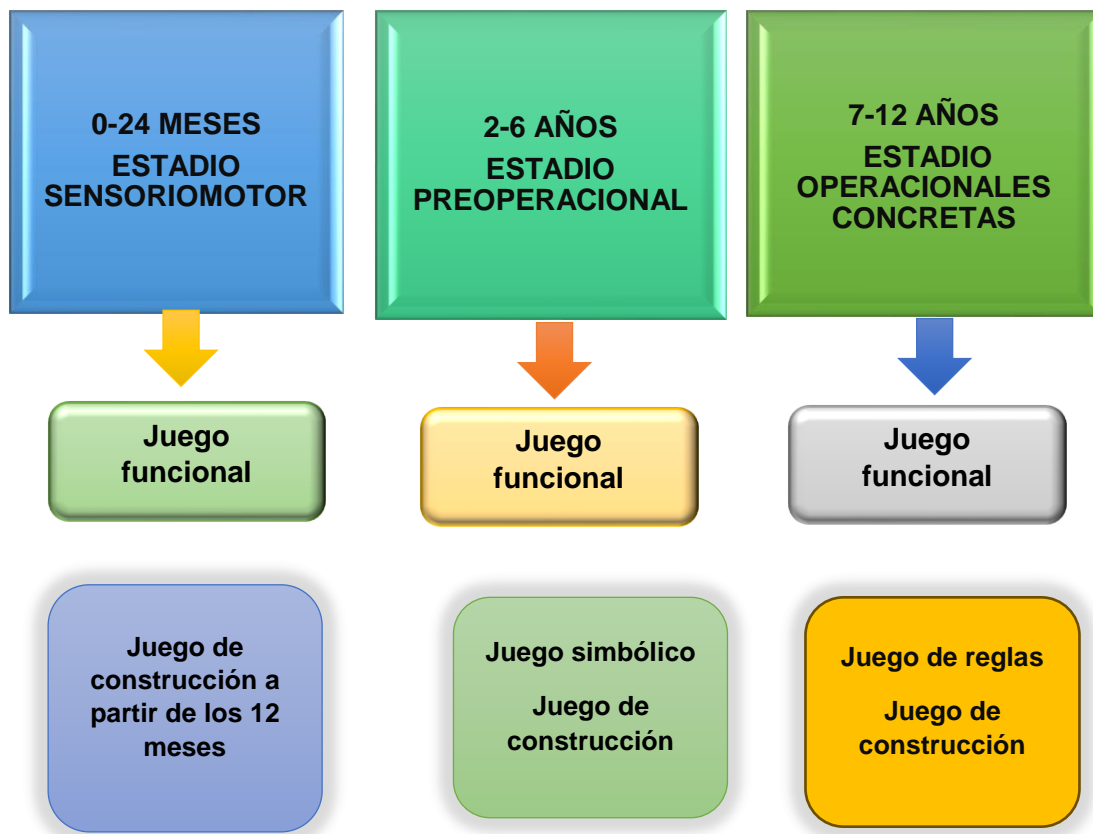 0-24 MESES
ESTADIO
SENSORIOMOTOR
2-6 AÑOS
ESTADIO
PREOPERACIONAL
7-12 AÑOS
ESTADIO
OPERACIONALES
CONCRETAS
Juego
funcional
Juego
funcional
Juego
funcional
Juego de
construcción a
partir de los 12
meses
Juego simbólico
Juego de
construcción
Juego de reglas
Juego de
construcción